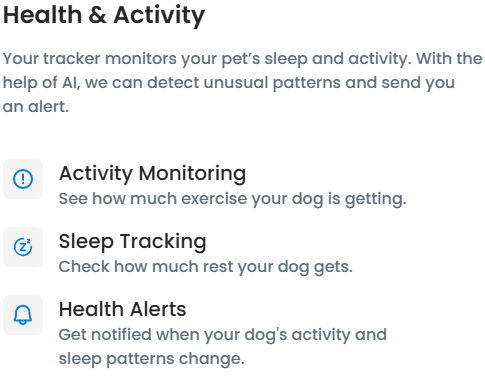 Health & Activity
Your tracker monitors your pet’s sleep and activity. With the
help of AI, we can detect unusual patterns and send you
an alert.
Activity Monitoring
See how much exercise your dog is getting.
Sleep Tracking
Check how much rest your dog gets.
Health Alerts
Get notified when your dog's activity and
sleep patterns change.